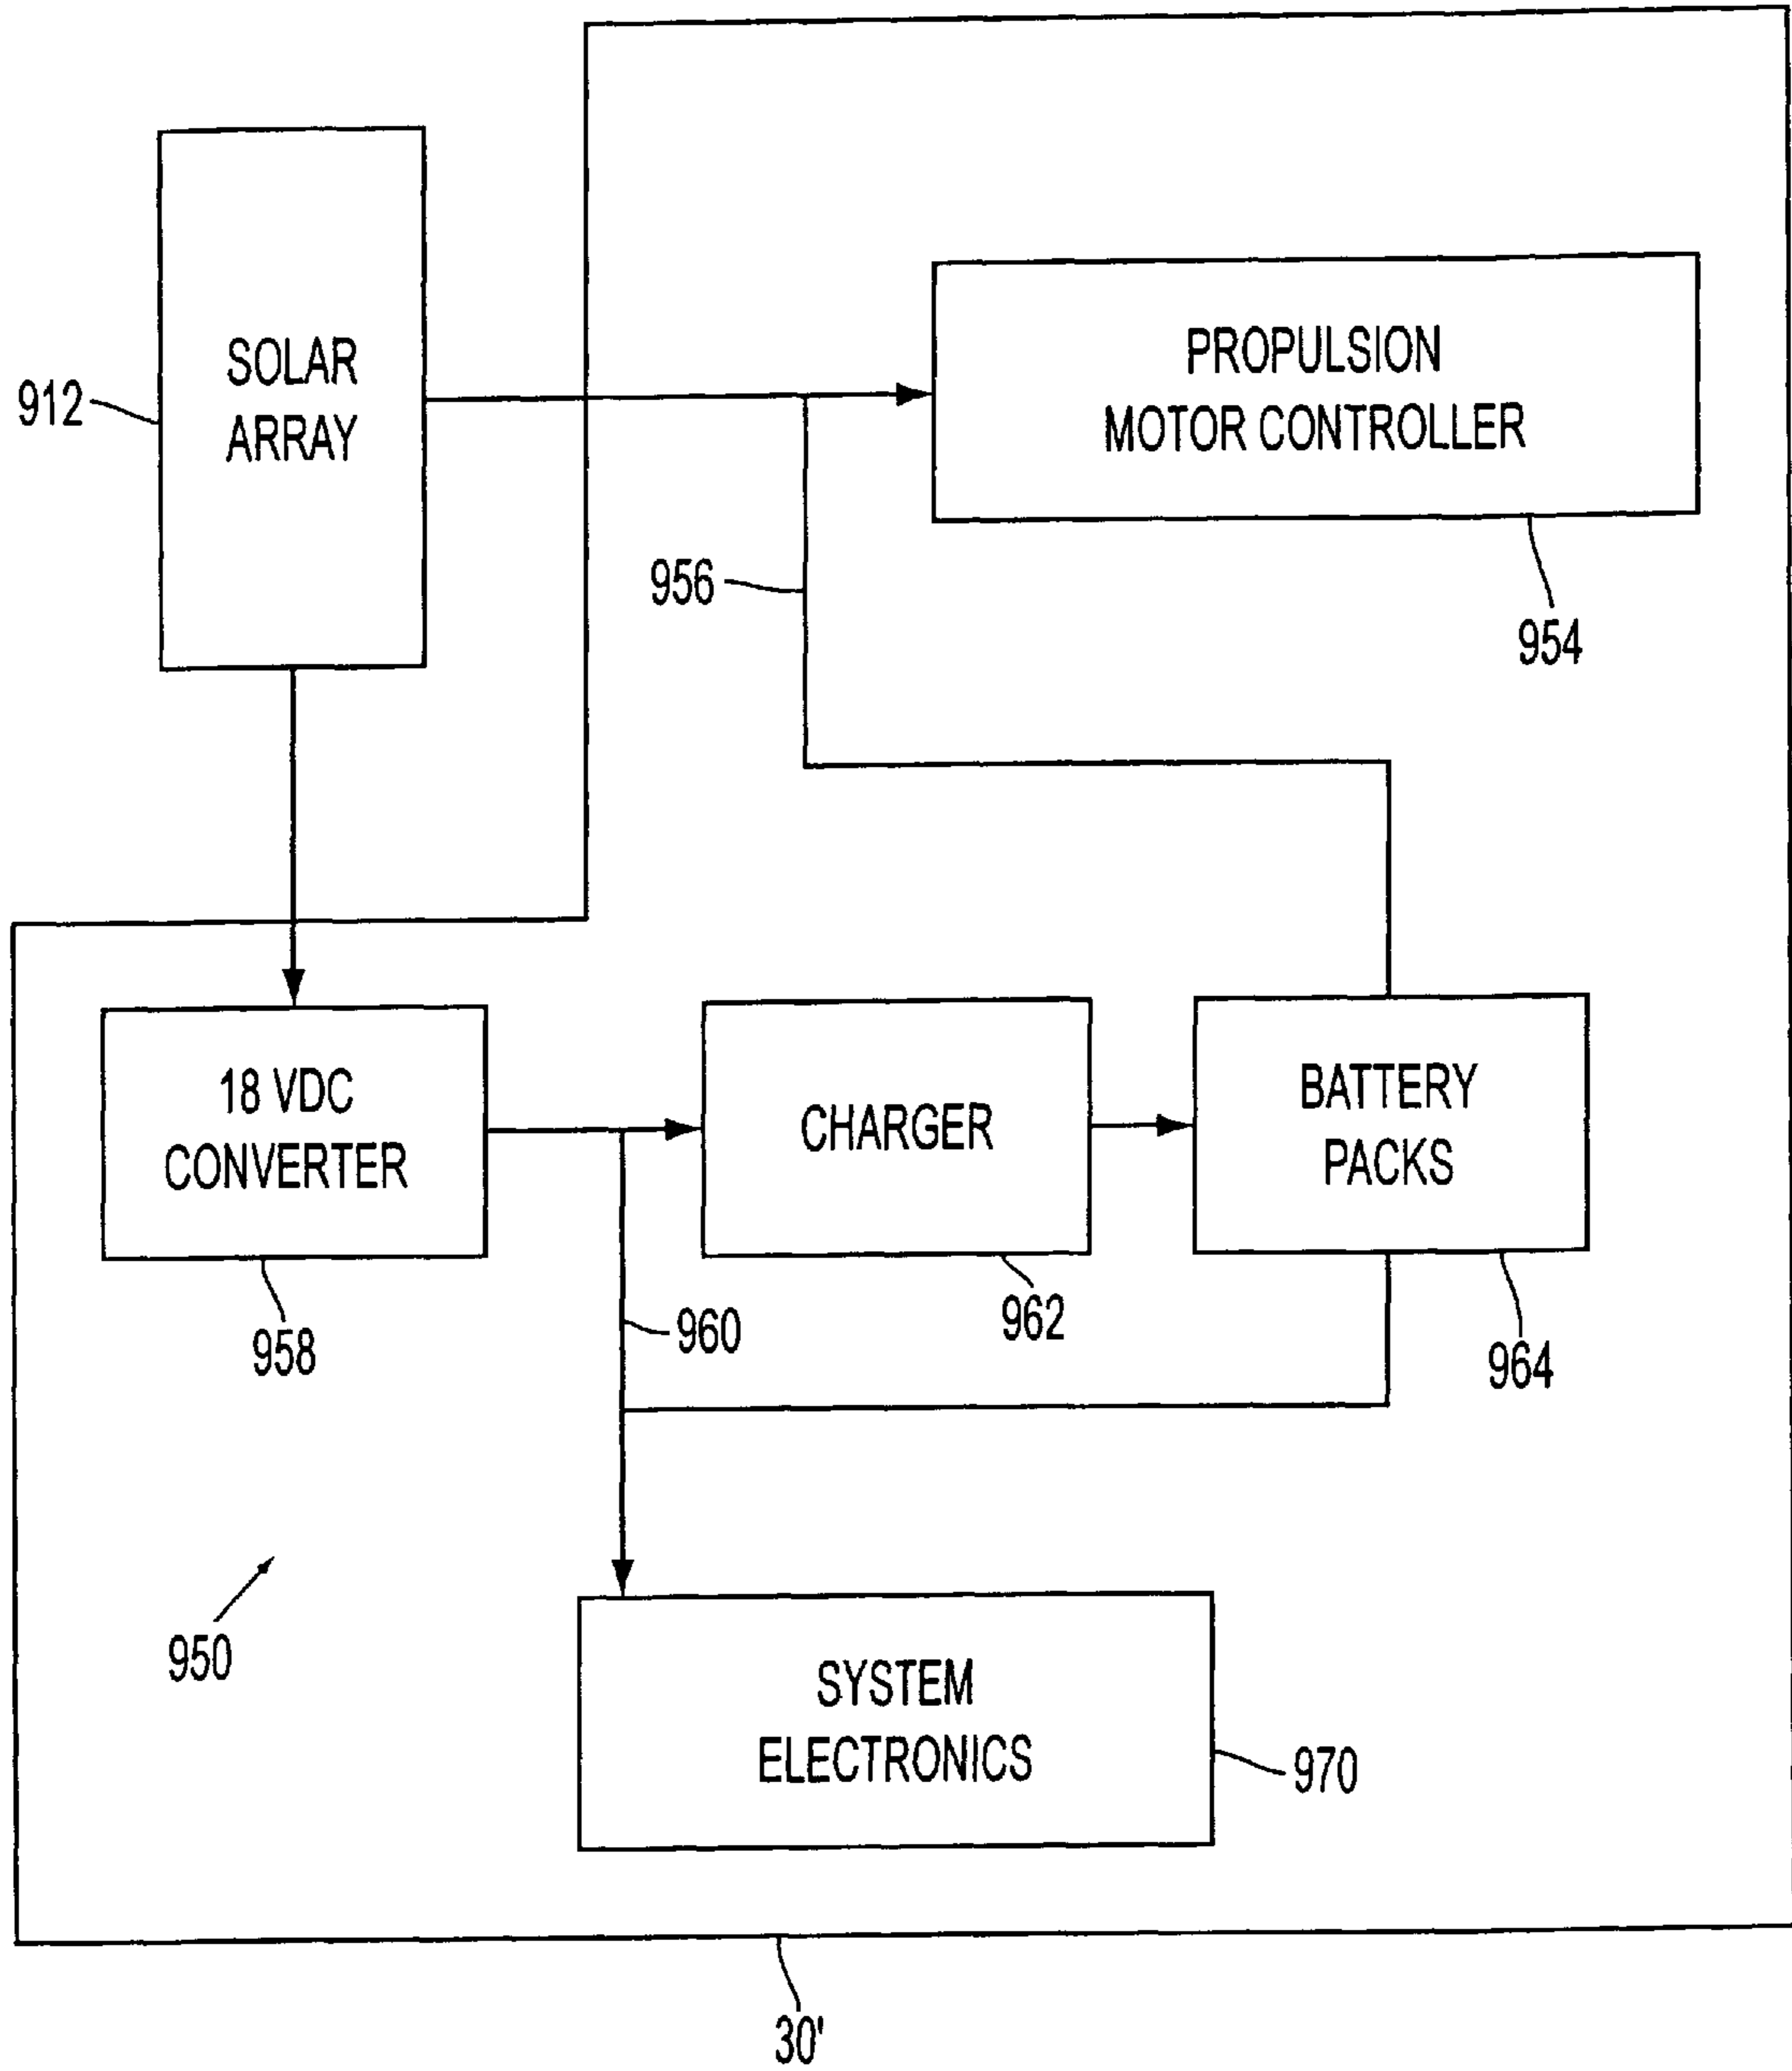 SOLAR
ARRAY
912
PROPULSION
MOTOR CONTROLLER
956
954
18 VDC
CONVERTER
CHARGER
BATTERY
PACKS
958
960
962
964
950
SYSTEM
ELECTRONICS
970
30'